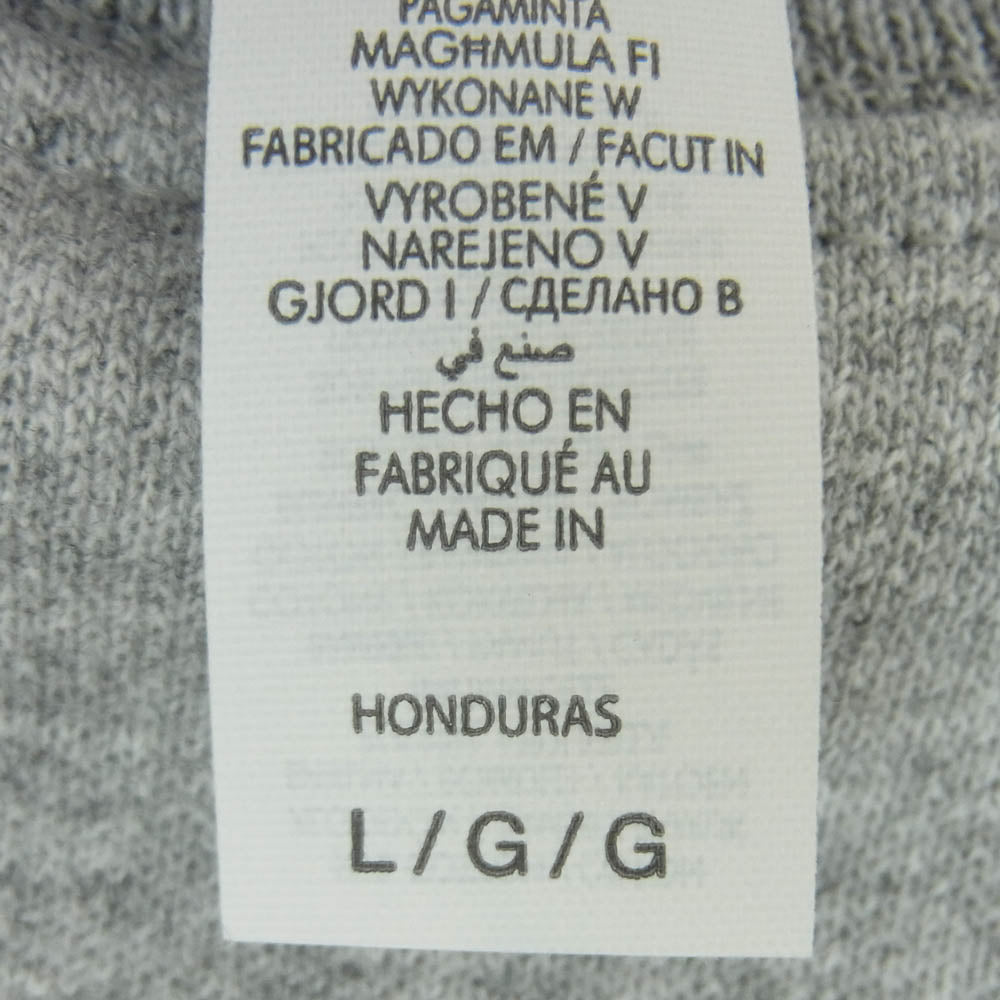 PAGAMINTA
MAGĦMULA FI
WYKONANE W
FABRICADO EM / FACUT IN
VYROBENÉ V
NAREJENO V
GJORD I / СДЕЛАНО В
صنع في
HECHO EN
FABRIQUÉ AU
MADE IN
HONDURAS
L / G / G